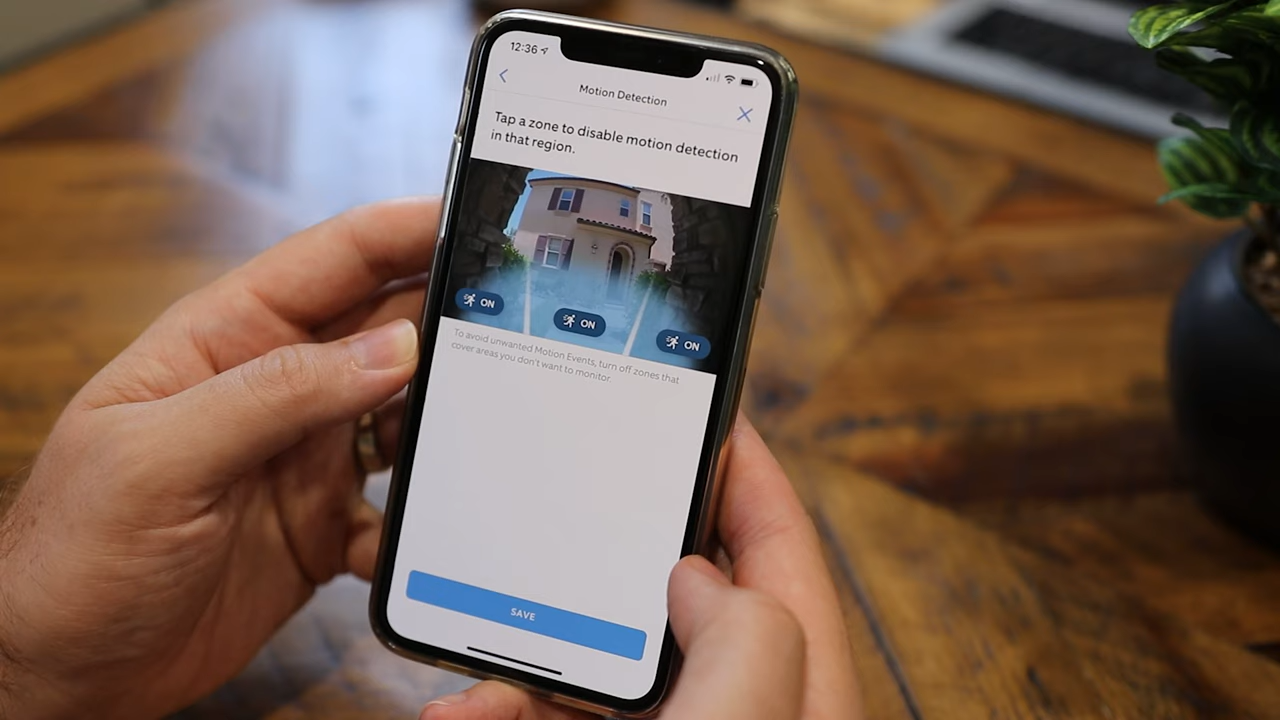 12:36
Motion Detection
Tap a zone to disable motion detection
in that region.
ON
ON
ON
To avoid unwanted Motion Events, turn off zones that
cover areas you don't want to monitor.
SAVE